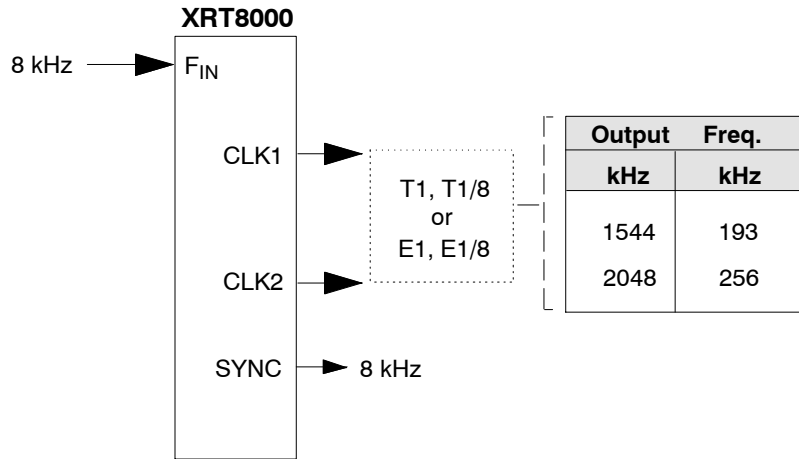 XRT8000
8 kHz
FIN
CLK1
T1, T1/8
or
E1, E1/8
CLK2
SYNC
8 kHz
Output Freq.
kHz kHz
1544 193
2048 256